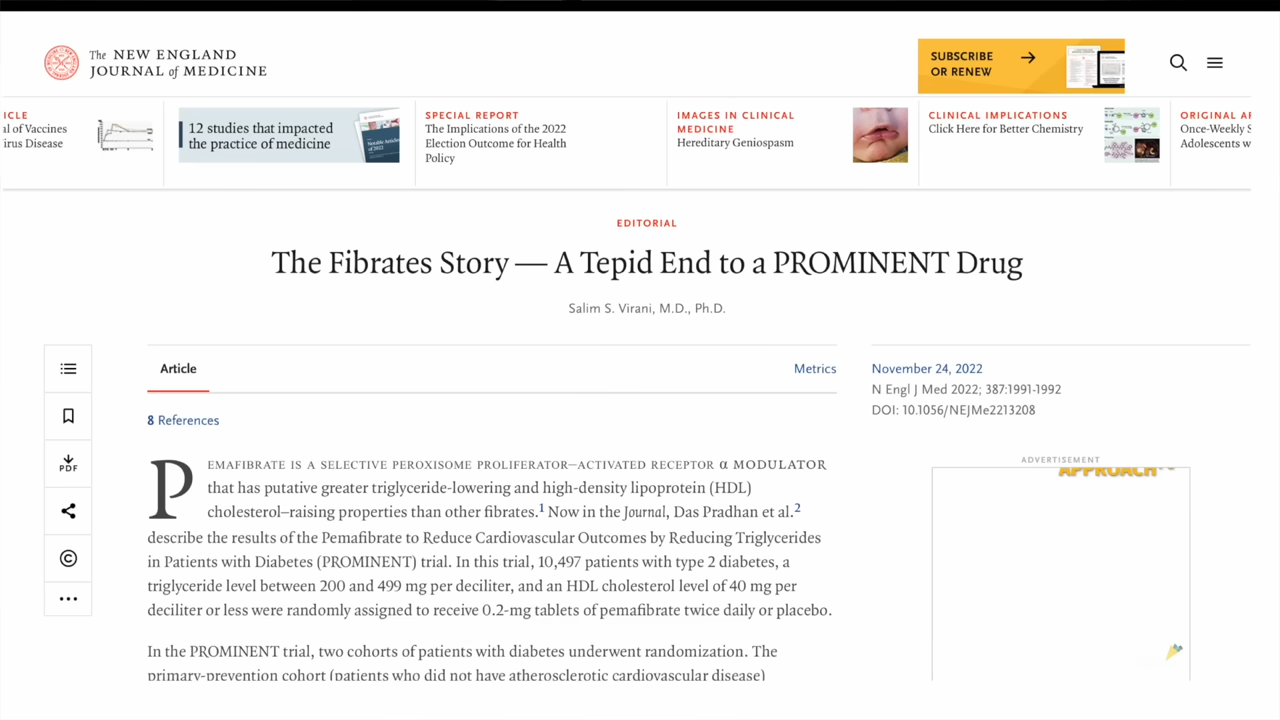 The NEW ENGLAND
JOURNAL of MEDICINE
SUBSCRIBE
OR RENEW
ICLE
al of Vaccines
irus Disease
12 studies that impacted
the practice of medicine
Notable Articles
of 2022
SPECIAL REPORT
The Implications of the 2022
Election Outcome for Health
Policy
IMAGES IN CLINICAL
MEDICINE
Hereditary Geniospasm
CLINICAL IMPLICATIONS
Click Here for Better Chemistry
ORIGINAL AR
Once-Weekly S
Adolescents w
EDITORIAL
The Fibrates Story — A Tepid End to a PROMINENT Drug
Salim S. Virani, M.D., Ph.D.
Article
Metrics
8 References
PEMAFIBRATE IS A SELECTIVE PEROXISOME PROLIFERATOR–ACTIVATED RECEPTOR α MODULATOR
that has putative greater triglyceride-lowering and high-density lipoprotein (HDL)
cholesterol–raising properties than other fibrates.1 Now in the Journal, Das Pradhan et al.2
describe the results of the Pemafibrate to Reduce Cardiovascular Outcomes by Reducing Triglycerides
in Patients with Diabetes (PROMINENT) trial. In this trial, 10,497 patients with type 2 diabetes, a
triglyceride level between 200 and 499 mg per deciliter, and an HDL cholesterol level of 40 mg per
deciliter or less were randomly assigned to receive 0.2-mg tablets of pemafibrate twice daily or placebo.
In the PROMINENT trial, two cohorts of patients with diabetes underwent randomization. The
primary-prevention cohort (patients who did not have atherosclerotic cardiovascular disease)
November 24, 2022
N Engl J Med 2022; 387:1991-1992
DOI: 10.1056/NEJMe2213208
ADVERTISEMENT
APPROACH
PDF